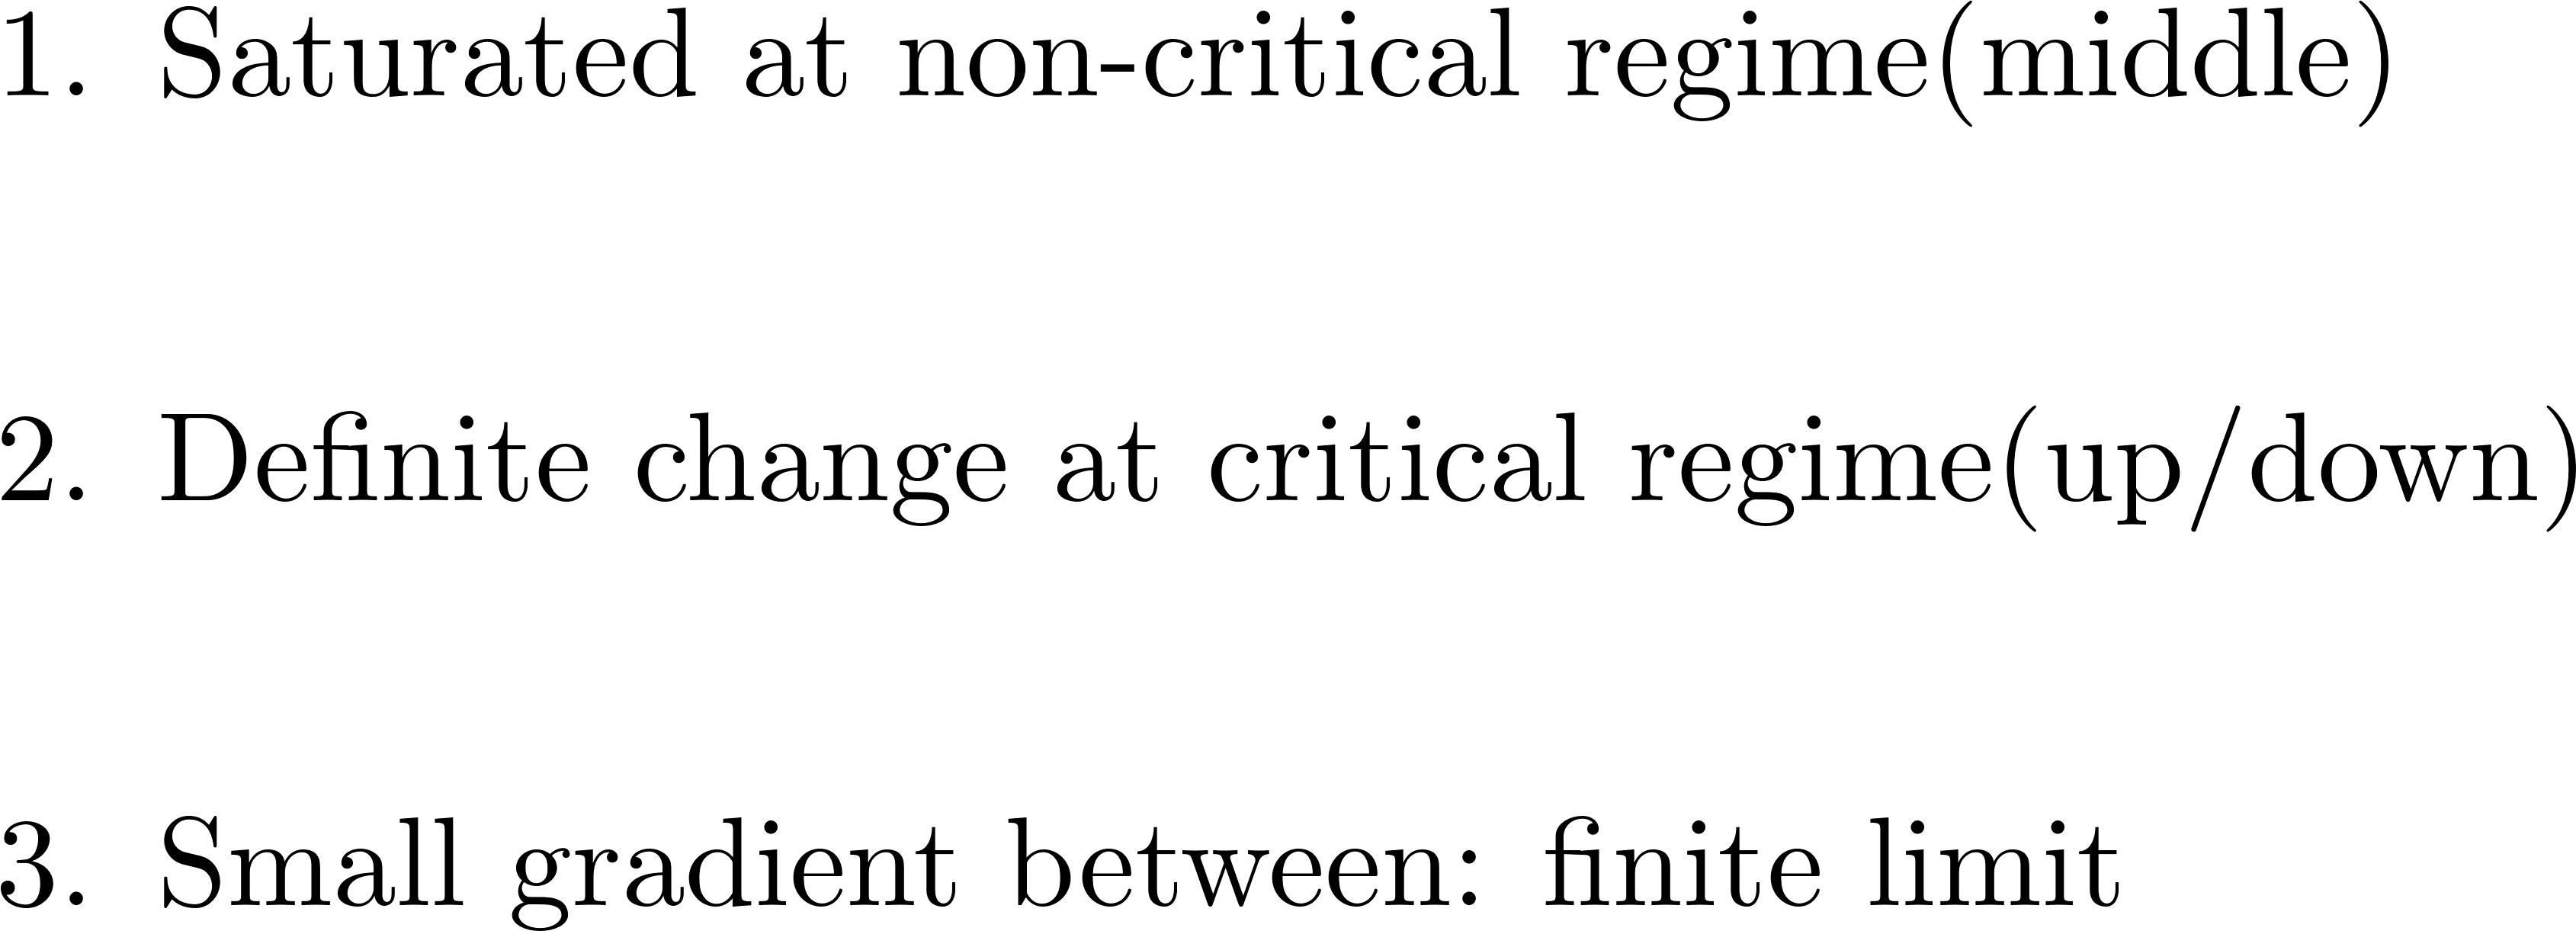 1. Saturated at non-critical regime(middle)
2. Definite change at critical regime(up/down)
3. Small gradient between: finite limit